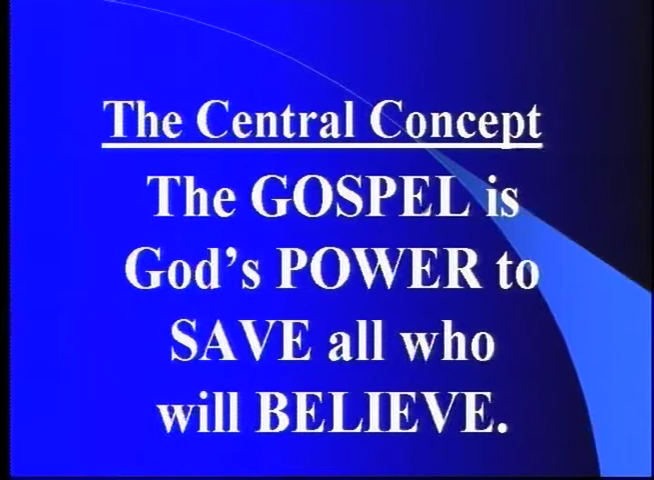 The Central Concept
The GOSPEL is
God's POWER to
SAVE all who
will BELIEVE.